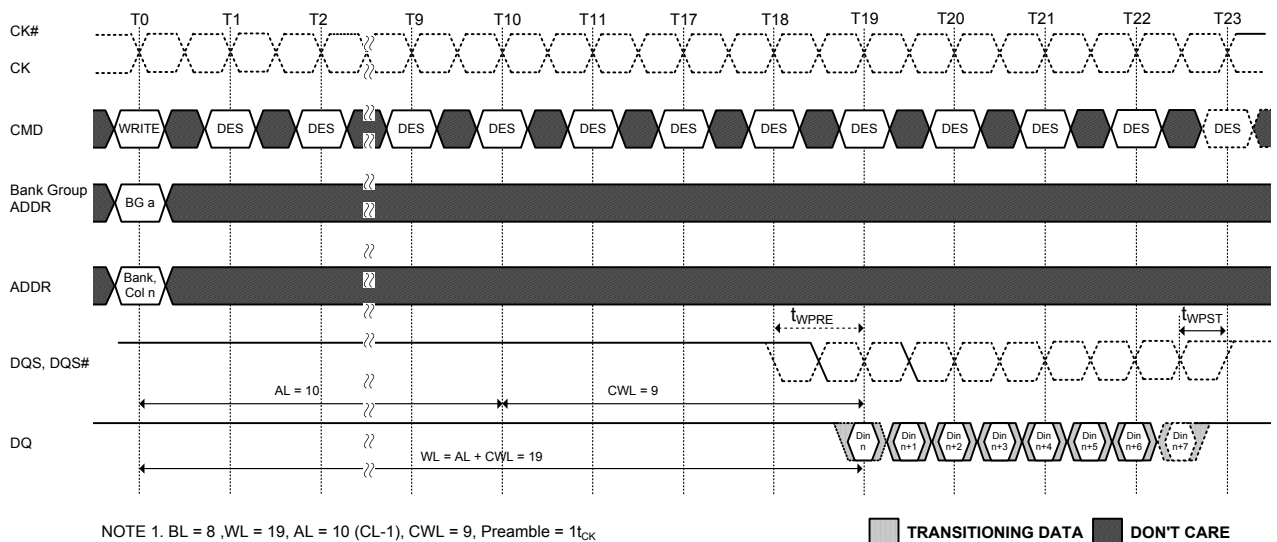 T0 T1 T2 T9 T10 T11 T17 T18 T19 T20 T21 T22 T23
CK#
CK
CMD
WRITE DES DES DES DES DES DES DES DES DES DES DES DES
Bank Group
ADDR
BG a
ADDR
Bank,
Col n
tWPRE
tWPST
DQS, DQS#
AL = 10
CWL = 9
DQ
Din
n
Din
n+1
Din
n+2
Din
n+3
Din
n+4
Din
n+5
Din
n+6
Din
n+7
WL = AL + CWL = 19
NOTE 1. BL = 8 ,WL = 19, AL = 10 (CL-1), CWL = 9, Preamble = 1tCK
TRANSITIONING DATA
DON'T CARE